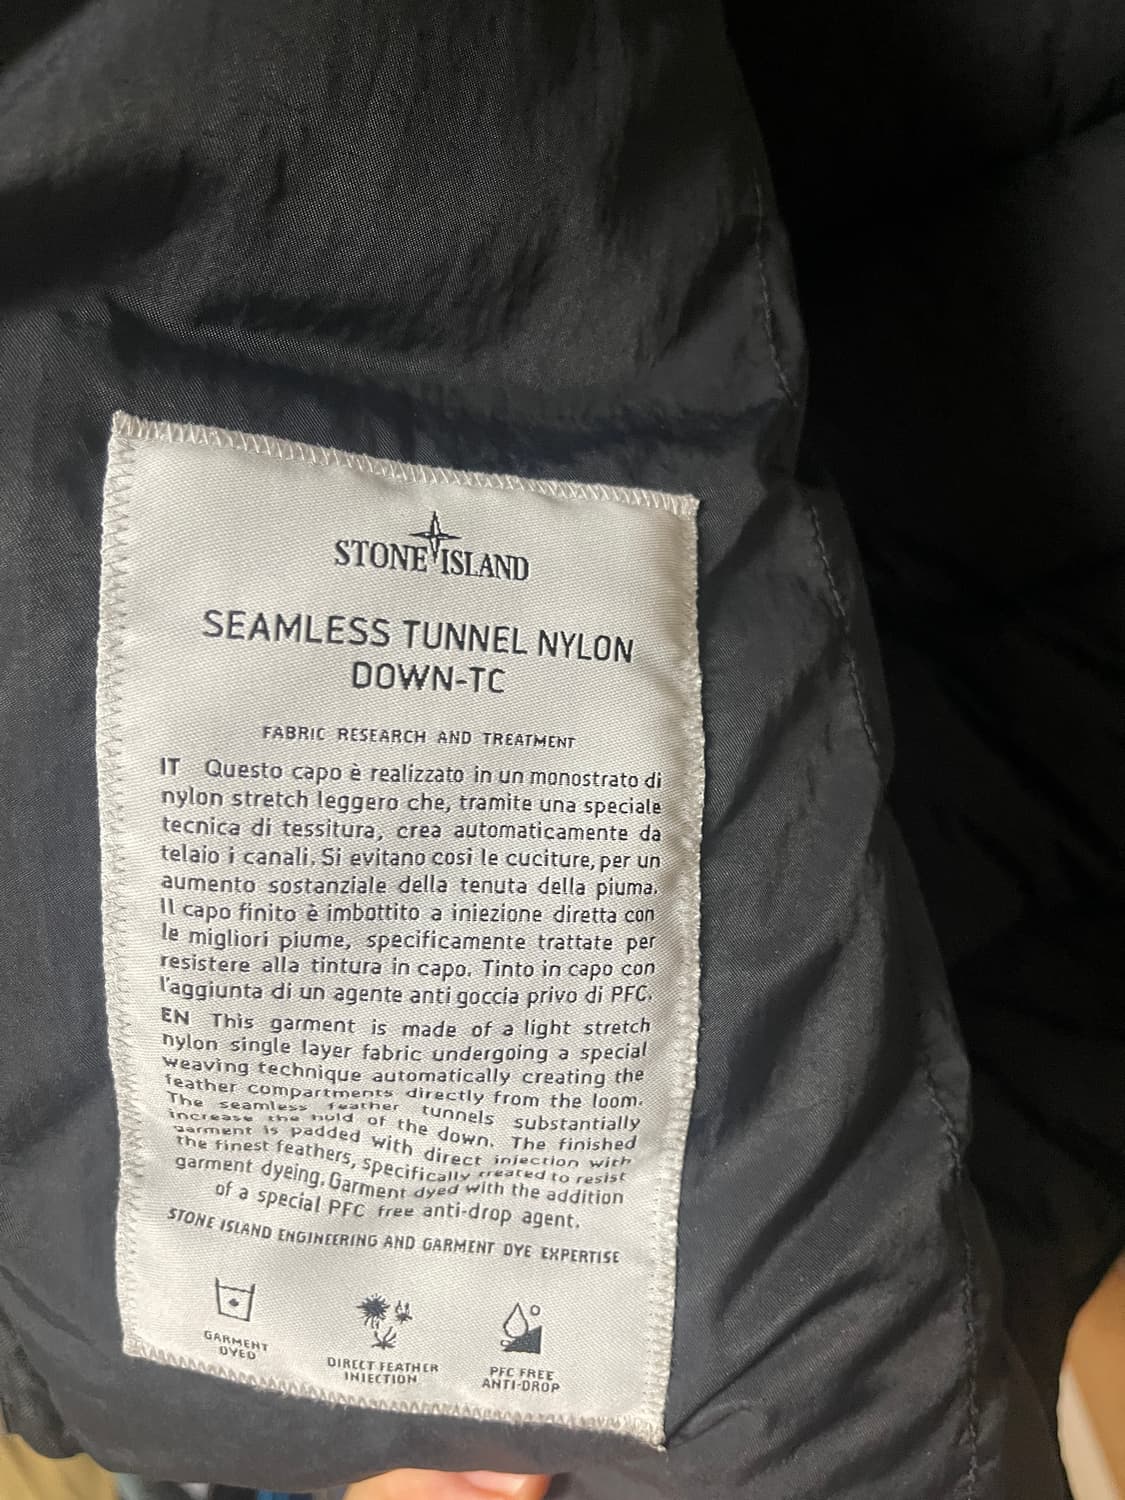 STONE ISLAND
SEAMLESS TUNNEL NYLON
DOWN-TC
FABRIC RESEARCH AND TREATMENT
IT Questo capo è realizzato in un monostrato di
nylon stretch leggero che, tramite una speciale
tecnica di tessitura, crea automaticamente da
telaio i canali. Si evitano così le cuciture, per un
aumento sostanziale della tenuta della piuma.
Il capo finito è imbottito a iniezione diretta con
le migliori piume, specificamente trattate per
resistere alla tintura in capo. Tinto in capo con
l'aggiunta di un agente anti goccia privo di PFC.
EN This garment is made of a light stretch
nylon single layer fabric undergoing a special
weaving technique automatically creating the
feather compartments directly from the loom.
The seamless feather tunnels substantially
increase the hold of the down. The finished
garment is padded with direct injection with
the finest feathers, specifically created to resist
garment dyeing. Garment dyed with the addition
of a special PFC free anti-drop agent.
STONE ISLAND ENGINEERING AND GARMENT DYE EXPERTISE
GARMENT
DYED
DIRECT FEATHER
INJECTION
PFC FREE
ANTI-DROP